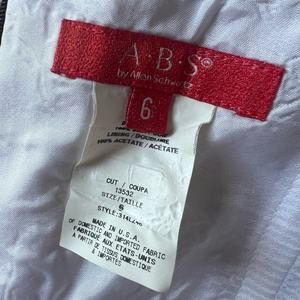 A·B·S®
by Allen Schwartz
6
LINING / DOUBLURE
100% ACETATE / ACETATE
CUT / COUPA
13532
SIZE/TAILLE
6
MADE IN U.S.A
OF DOMESTIC AND IMPORTED FABRIC
FABRIQUE AUX ETATS-UNIS
A PARTIR DE TISSUS DOMESTIQUE
& IMPORTES